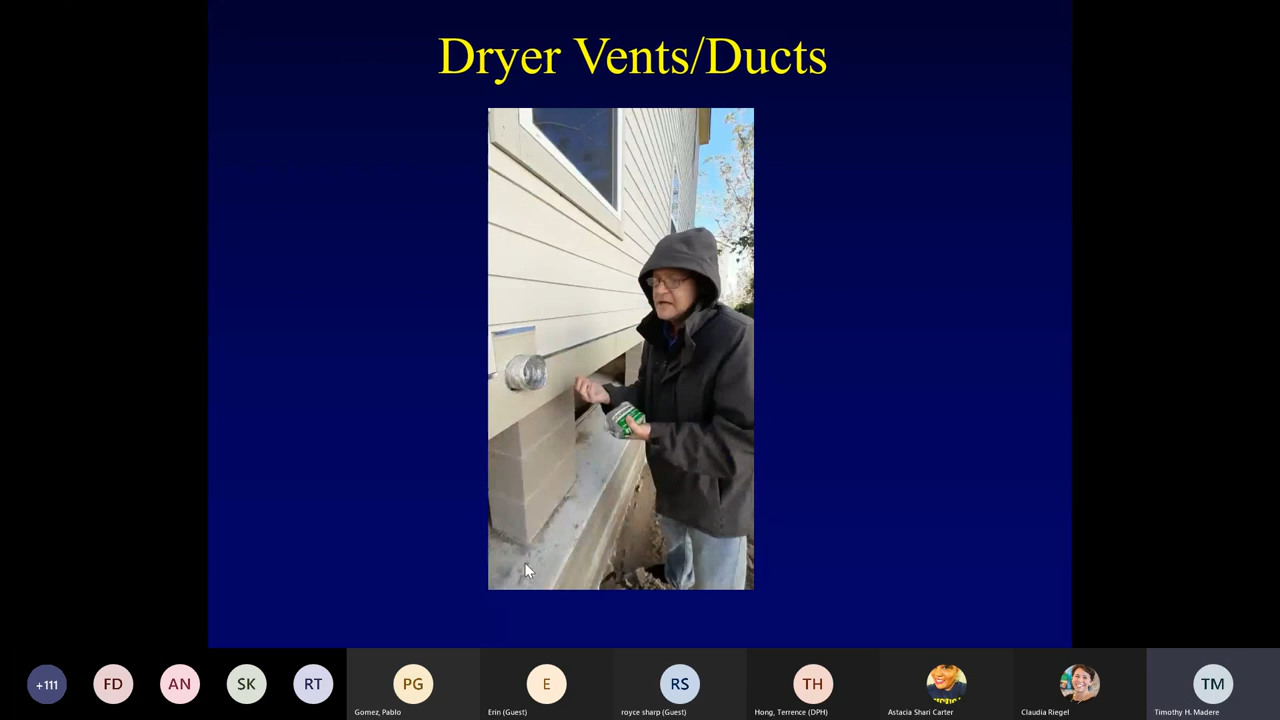 Dryer Vents/Ducts
+111
FD
AN
SK
RT
PG
E
RS
TH
TM
Gomez, Pablo
Erin (Guest)
royce sharp (Guest)
Hong, Terrence (DPH)
Astacia Shari Carter
Claudia Riegel
Timothy H. Madere